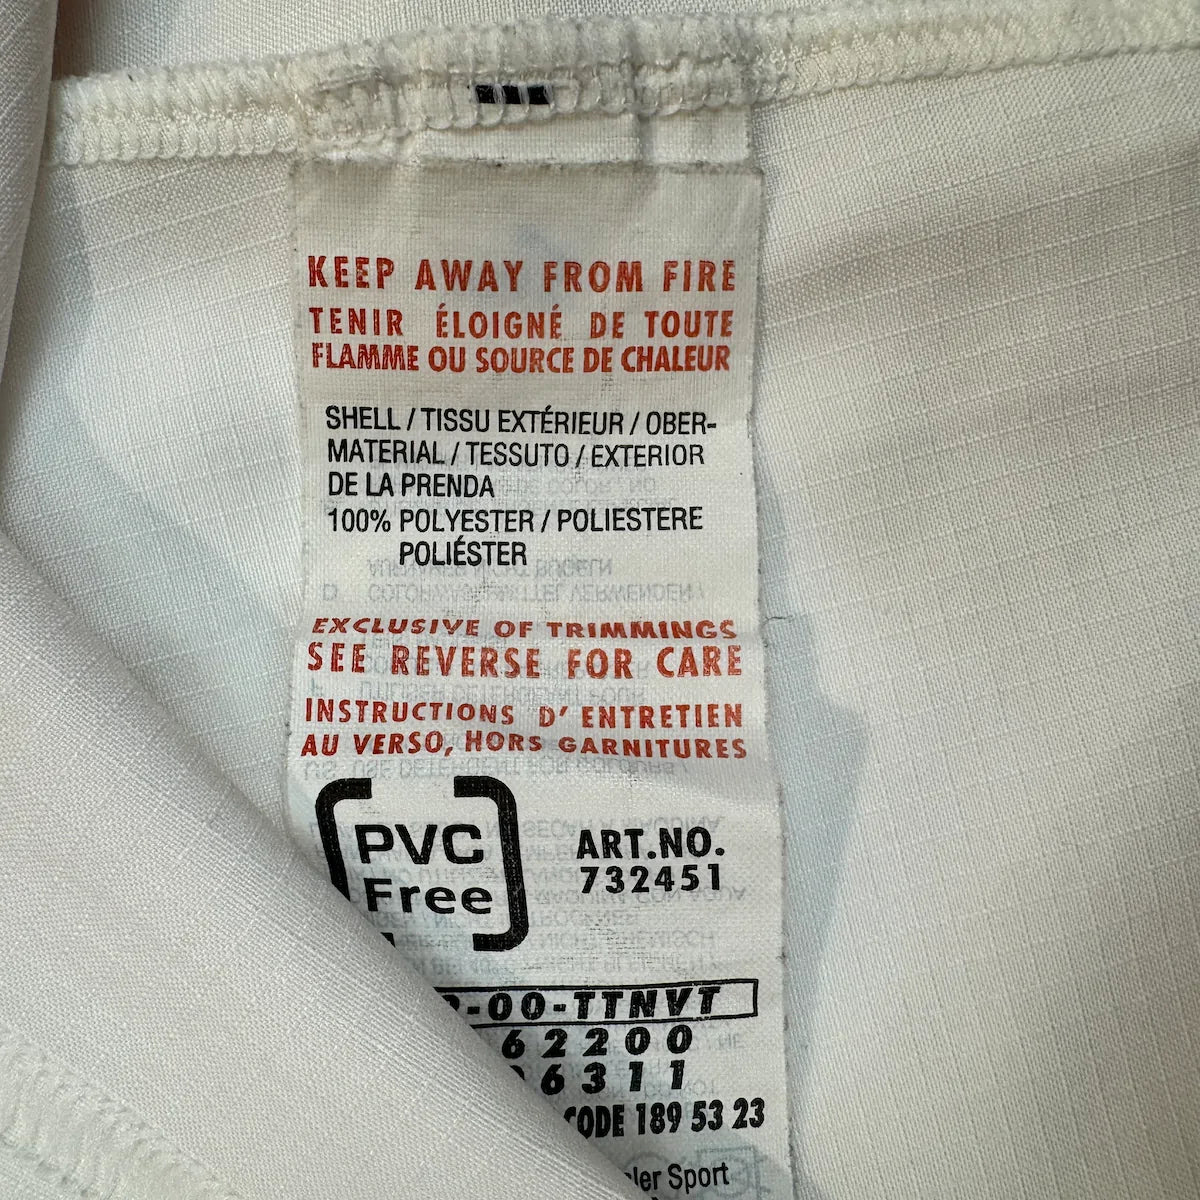 KEEP AWAY FROM FIRE
TENIR ÉLOIGNÉ DE TOUTE
FLAMME OU SOURCE DE CHALEUR
SHELL / TISSU EXTÉRIEUR / OBER-
MATERIAL / TESSUTO / EXTERIOR
DE LA PRENDA
100% POLYESTER / POLIESTERE
POLIÉSTER
EXCLUSIVE OF TRIMMINGS
SEE REVERSE FOR CARE
INSTRUCTIONS D' ENTRETIEN
AU VERSO, HORS GARNITURES
PVC
Free
ART.NO.
732451
-00-TTNVT
62200
6311
CODE 189 53 23
Sport